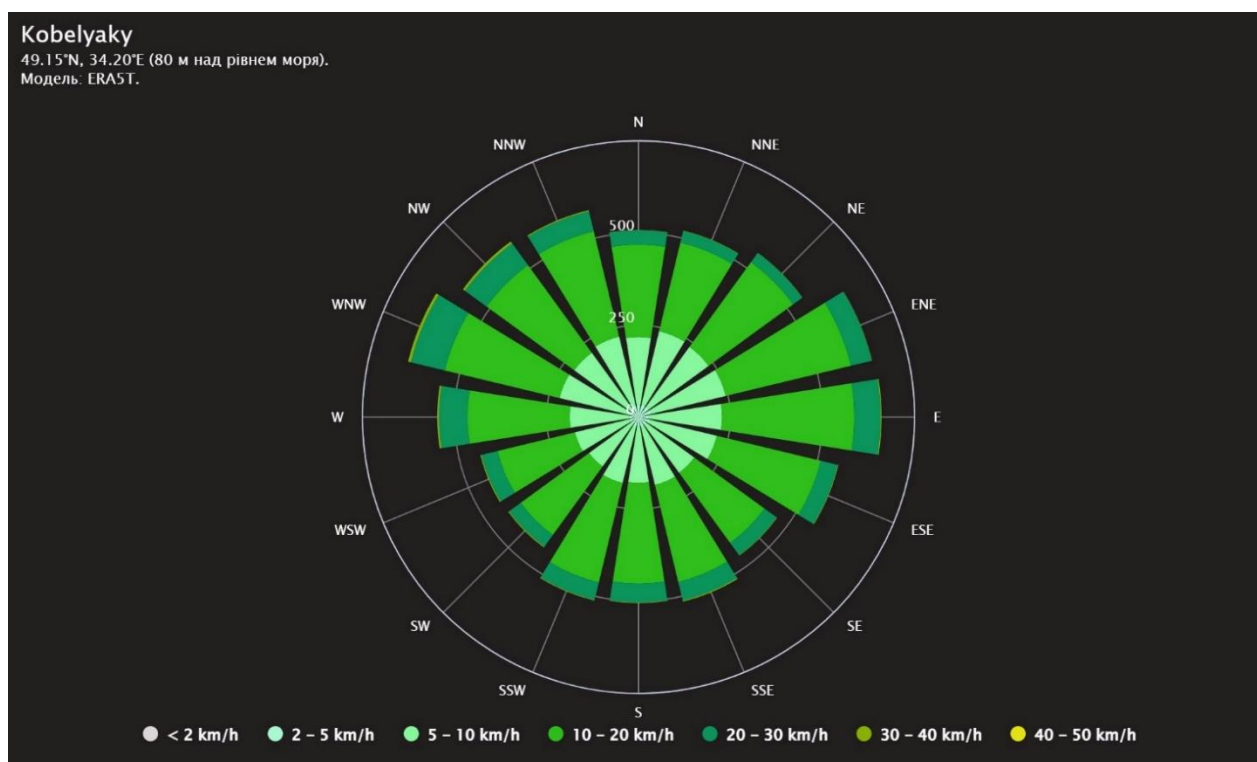 Kobelyaky
49.15°N, 34.20°E (80 м над рівнем моря).
Модель: ERA5T.
N
NNW
NNE
NW
NE
500
WNW
ENE
250
0
W
E
WSW
ESE
SW
SE
SSW
SSE
S
< 2 km/h 2 – 5 km/h 5 – 10 km/h 10 – 20 km/h 20 – 30 km/h 30 – 40 km/h 40 – 50 km/h